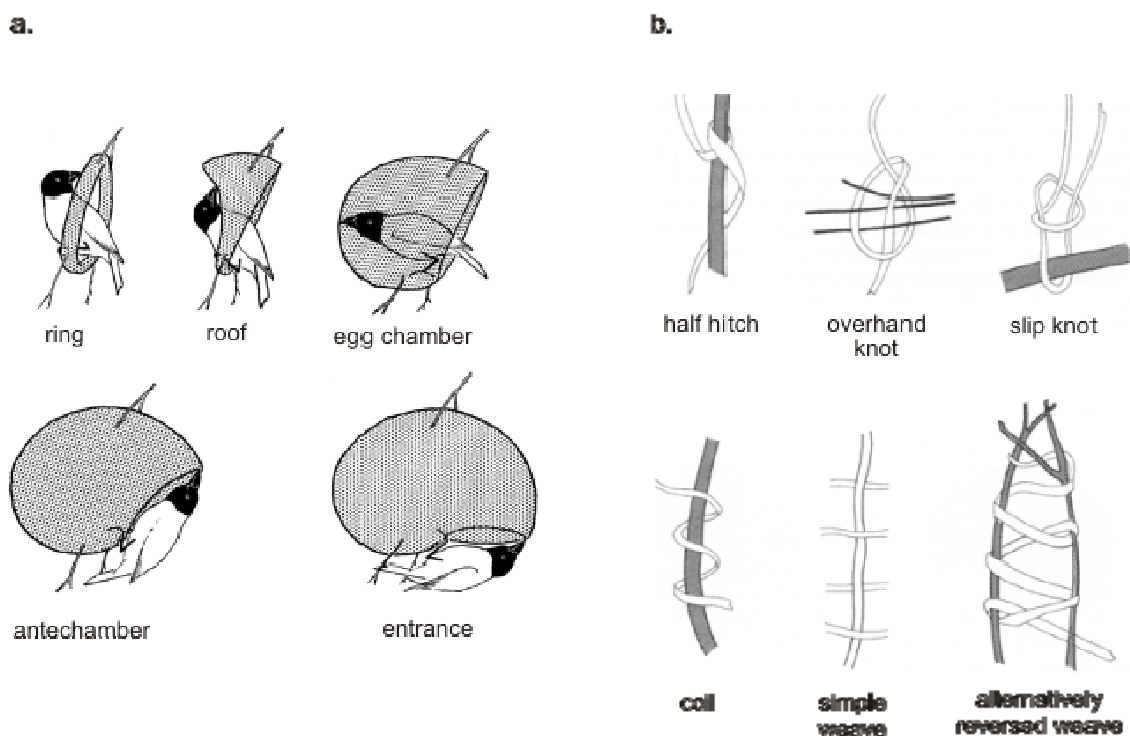 a.
b.
ring
roof
egg chamber
half hitch
overhand
knot
slip knot
antechamber
entrance
coil
simple
weave
alternatively
reversed weave